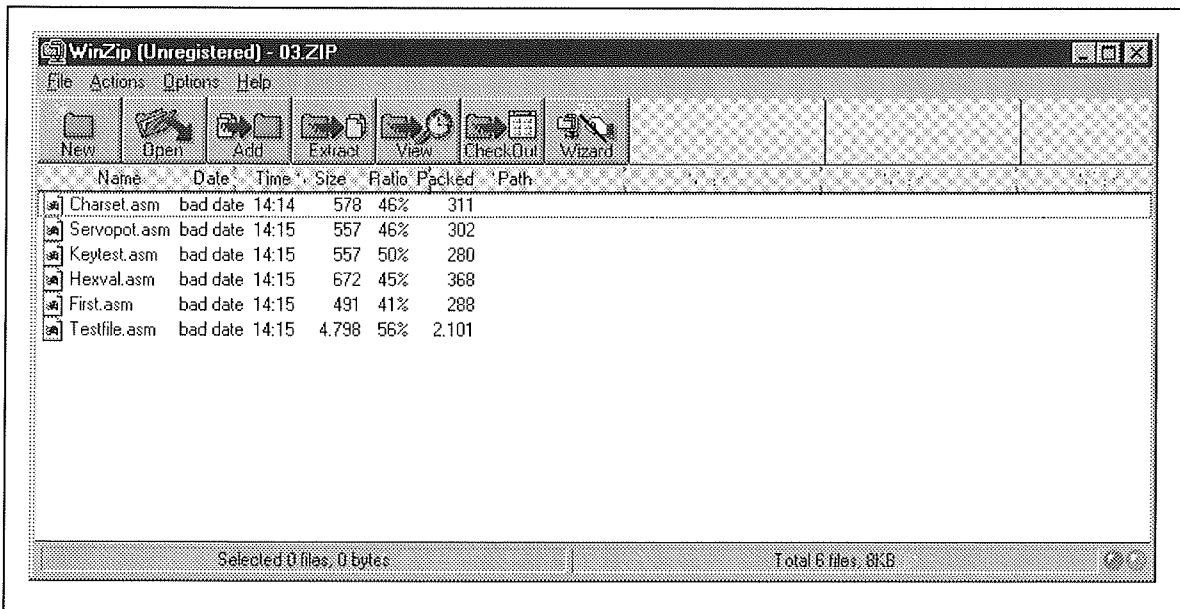 WinZip (Unregistered) - 03.ZIP
File Actions Options Help
New Open Add Extract View CheckOut Wizard
Name Date Time Size Ratio Packed Path
Charset.asm bad date 14:14 578 46% 311
Servopot.asm bad date 14:15 557 46% 302
Keytest.asm bad date 14:15 557 50% 280
Hexval.asm bad date 14:15 672 45% 368
First.asm bad date 14:15 491 41% 288
Testfile.asm bad date 14:15 4.798 56% 2.101
Selected 0 files, 0 bytes Total 6 files, 8KB